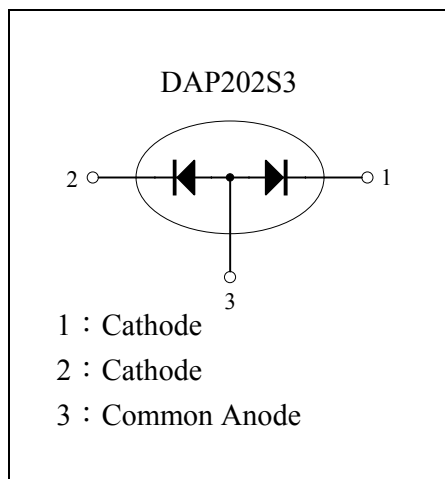 DAP202S3
2
1
3
1：Cathode
2：Cathode
3：Common Anode